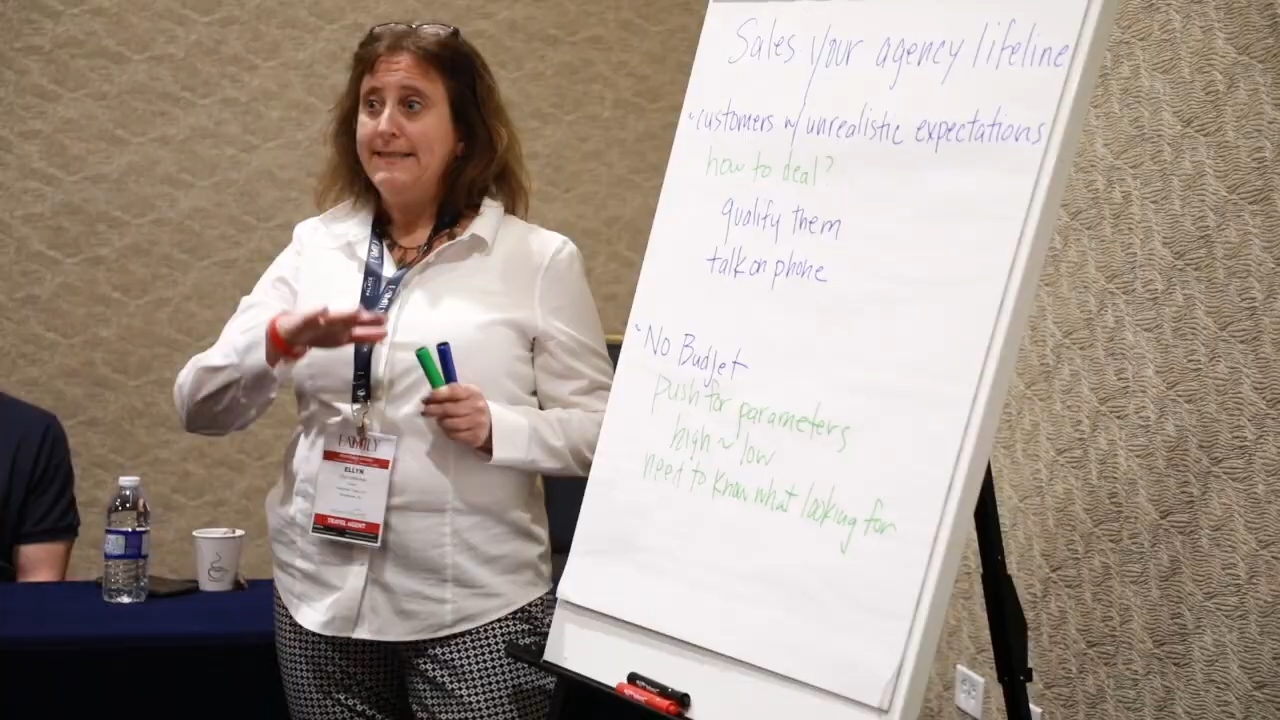 Sales your agency lifeline
~customers w/ unrealistic expectations
how to deal?
qualify them
talk on phone
~No Budget
push for parameters
high ~ low
need to know what looking for
FAMILY
ELLYN
TRAVEL AGENT